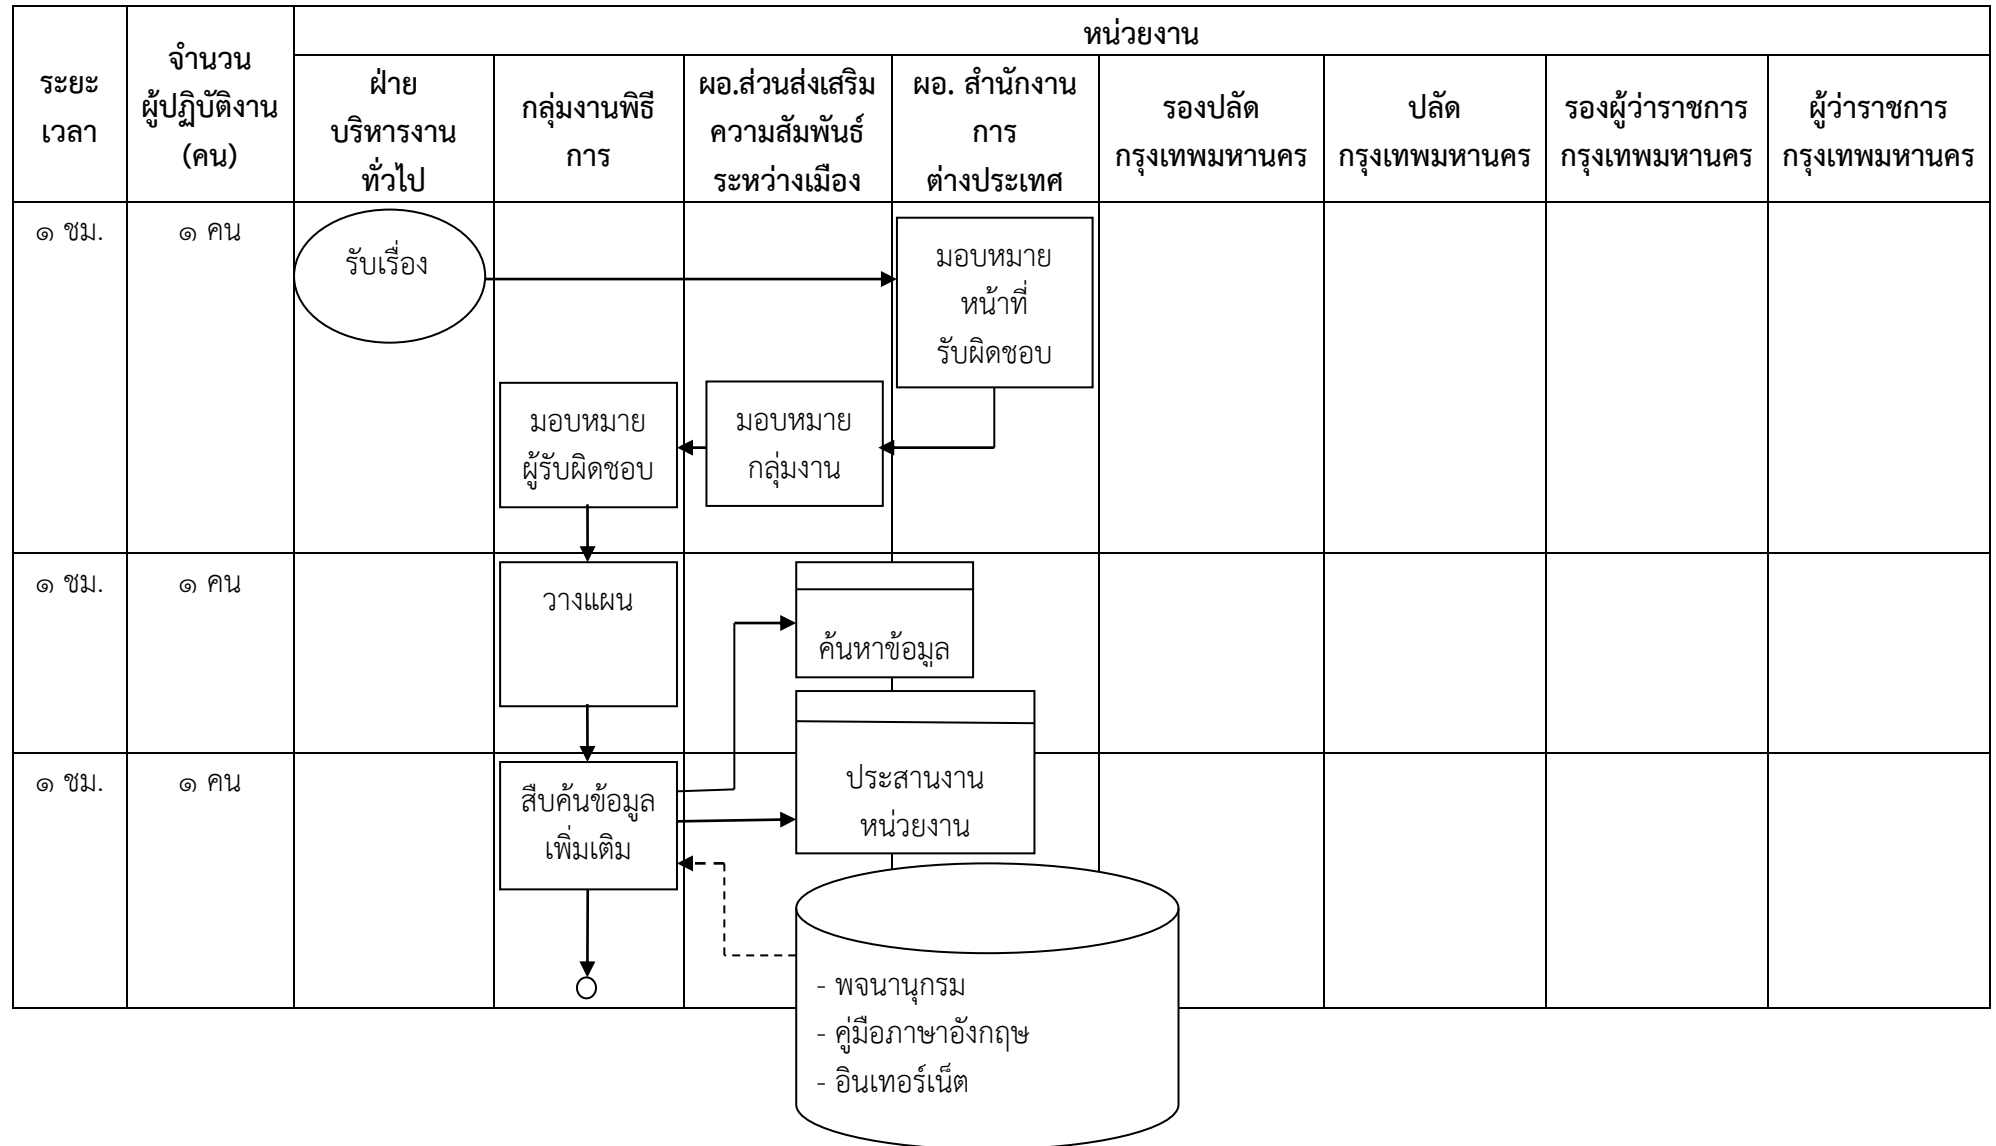 หน่วยงาน
ระยะ
เวลา
จำนวน
ผู้ปฏิบัติงาน
(คน)
ฝ่าย
บริหารงาน
ทั่วไป
กลุ่มงานพิธี
การ
ผอ.ส่วนส่งเสริม
ความสัมพันธ์
ระหว่างเมือง
ผอ. สำนักงาน
การ
ต่างประเทศ
รองปลัด
กรุงเทพมหานคร
ปลัด
กรุงเทพมหานคร
รองผู้ว่าราชการ
กรุงเทพมหานคร
ผู้ว่าราชการ
กรุงเทพมหานคร
๑ ชม.
๑ คน
รับเรื่อง
มอบหมาย
หน้าที่
รับผิดชอบ
มอบหมาย
ผู้รับผิดชอบ
มอบหมาย
กลุ่มงาน
๑ ชม.
๑ คน
วางแผน
ค้นหาข้อมูล
๑ ชม.
๑ คน
สืบค้นข้อมูล
เพิ่มเติม
ประสานงาน
หน่วยงาน
- พจนานุกรม
- คู่มือภาษาอังกฤษ
- อินเทอร์เน็ต